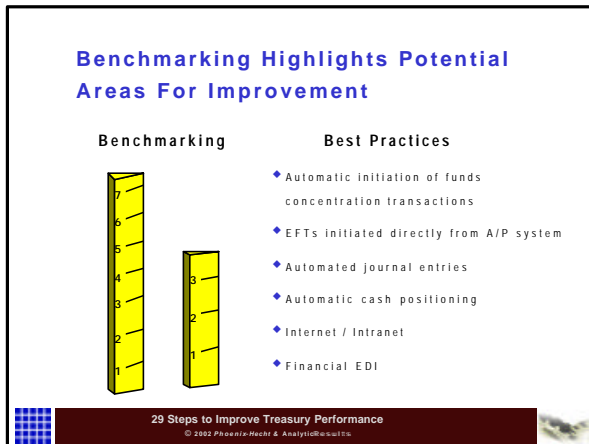 Benchmarking Highlights Potential
Areas For Improvement
Benchmarking
7
6
5
4
3
2
1
3
2
1
Best Practices
◆ Automatic initiation of funds
concentration transactions
◆ EFTs initiated directly from A/P system
◆ Automated journal entries
◆ Automatic cash positioning
◆ Internet / Intranet
◆ Financial EDI
29 Steps to Improve Treasury Performance
© 2002 Phoenix-Hecht & AnalyticResults